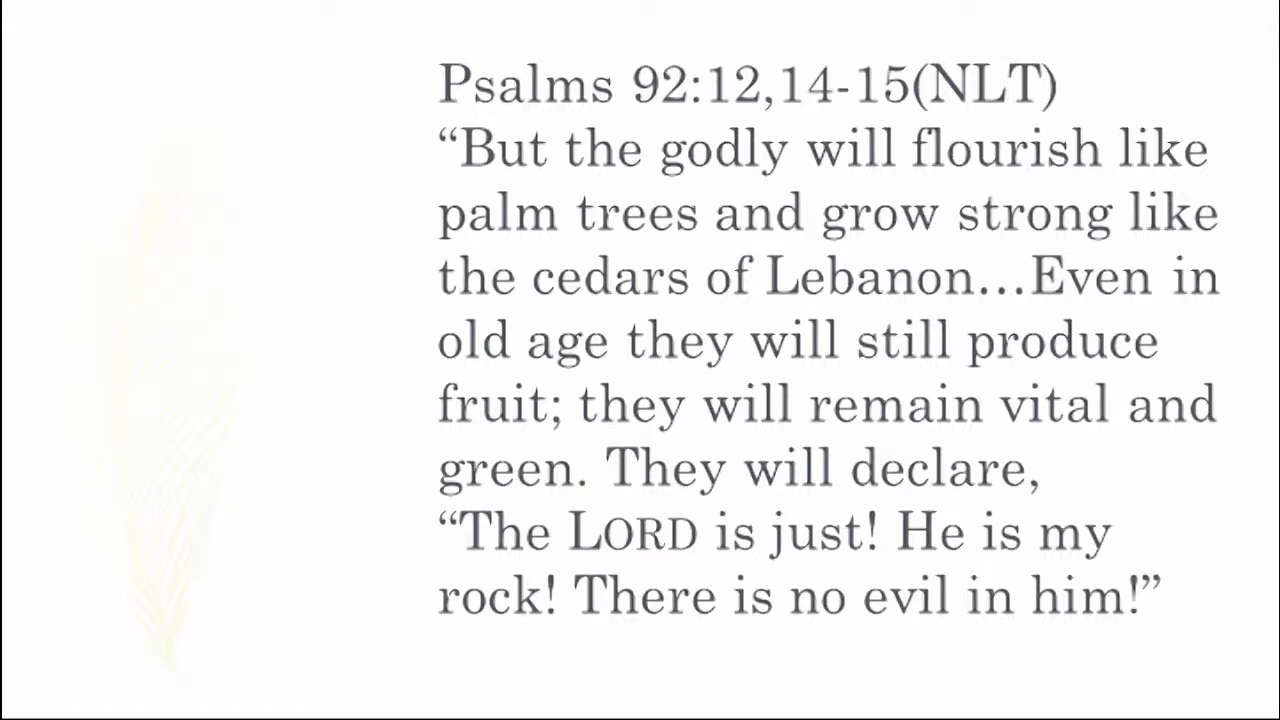 Psalms 92:12,14-15(NLT)
“But the godly will flourish like
palm trees and grow strong like
the cedars of Lebanon…Even in
old age they will still produce
fruit; they will remain vital and
green. They will declare,
“The LORD is just! He is my
rock! There is no evil in him!”